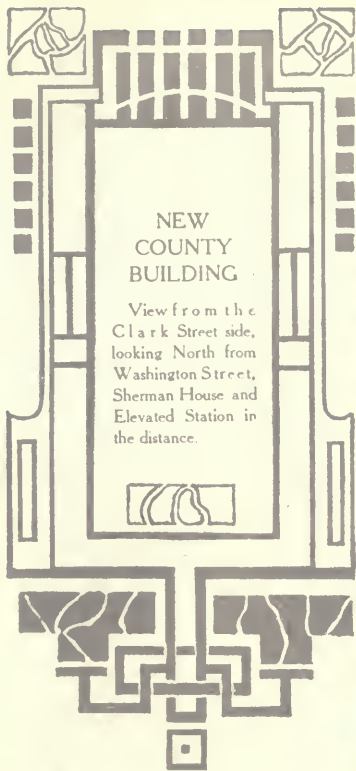 NEW
COUNTY
BUILDING
View from the
Clark Street side,
looking North from
Washington Street,
Sherman House and
Elevated Station in
the distance.